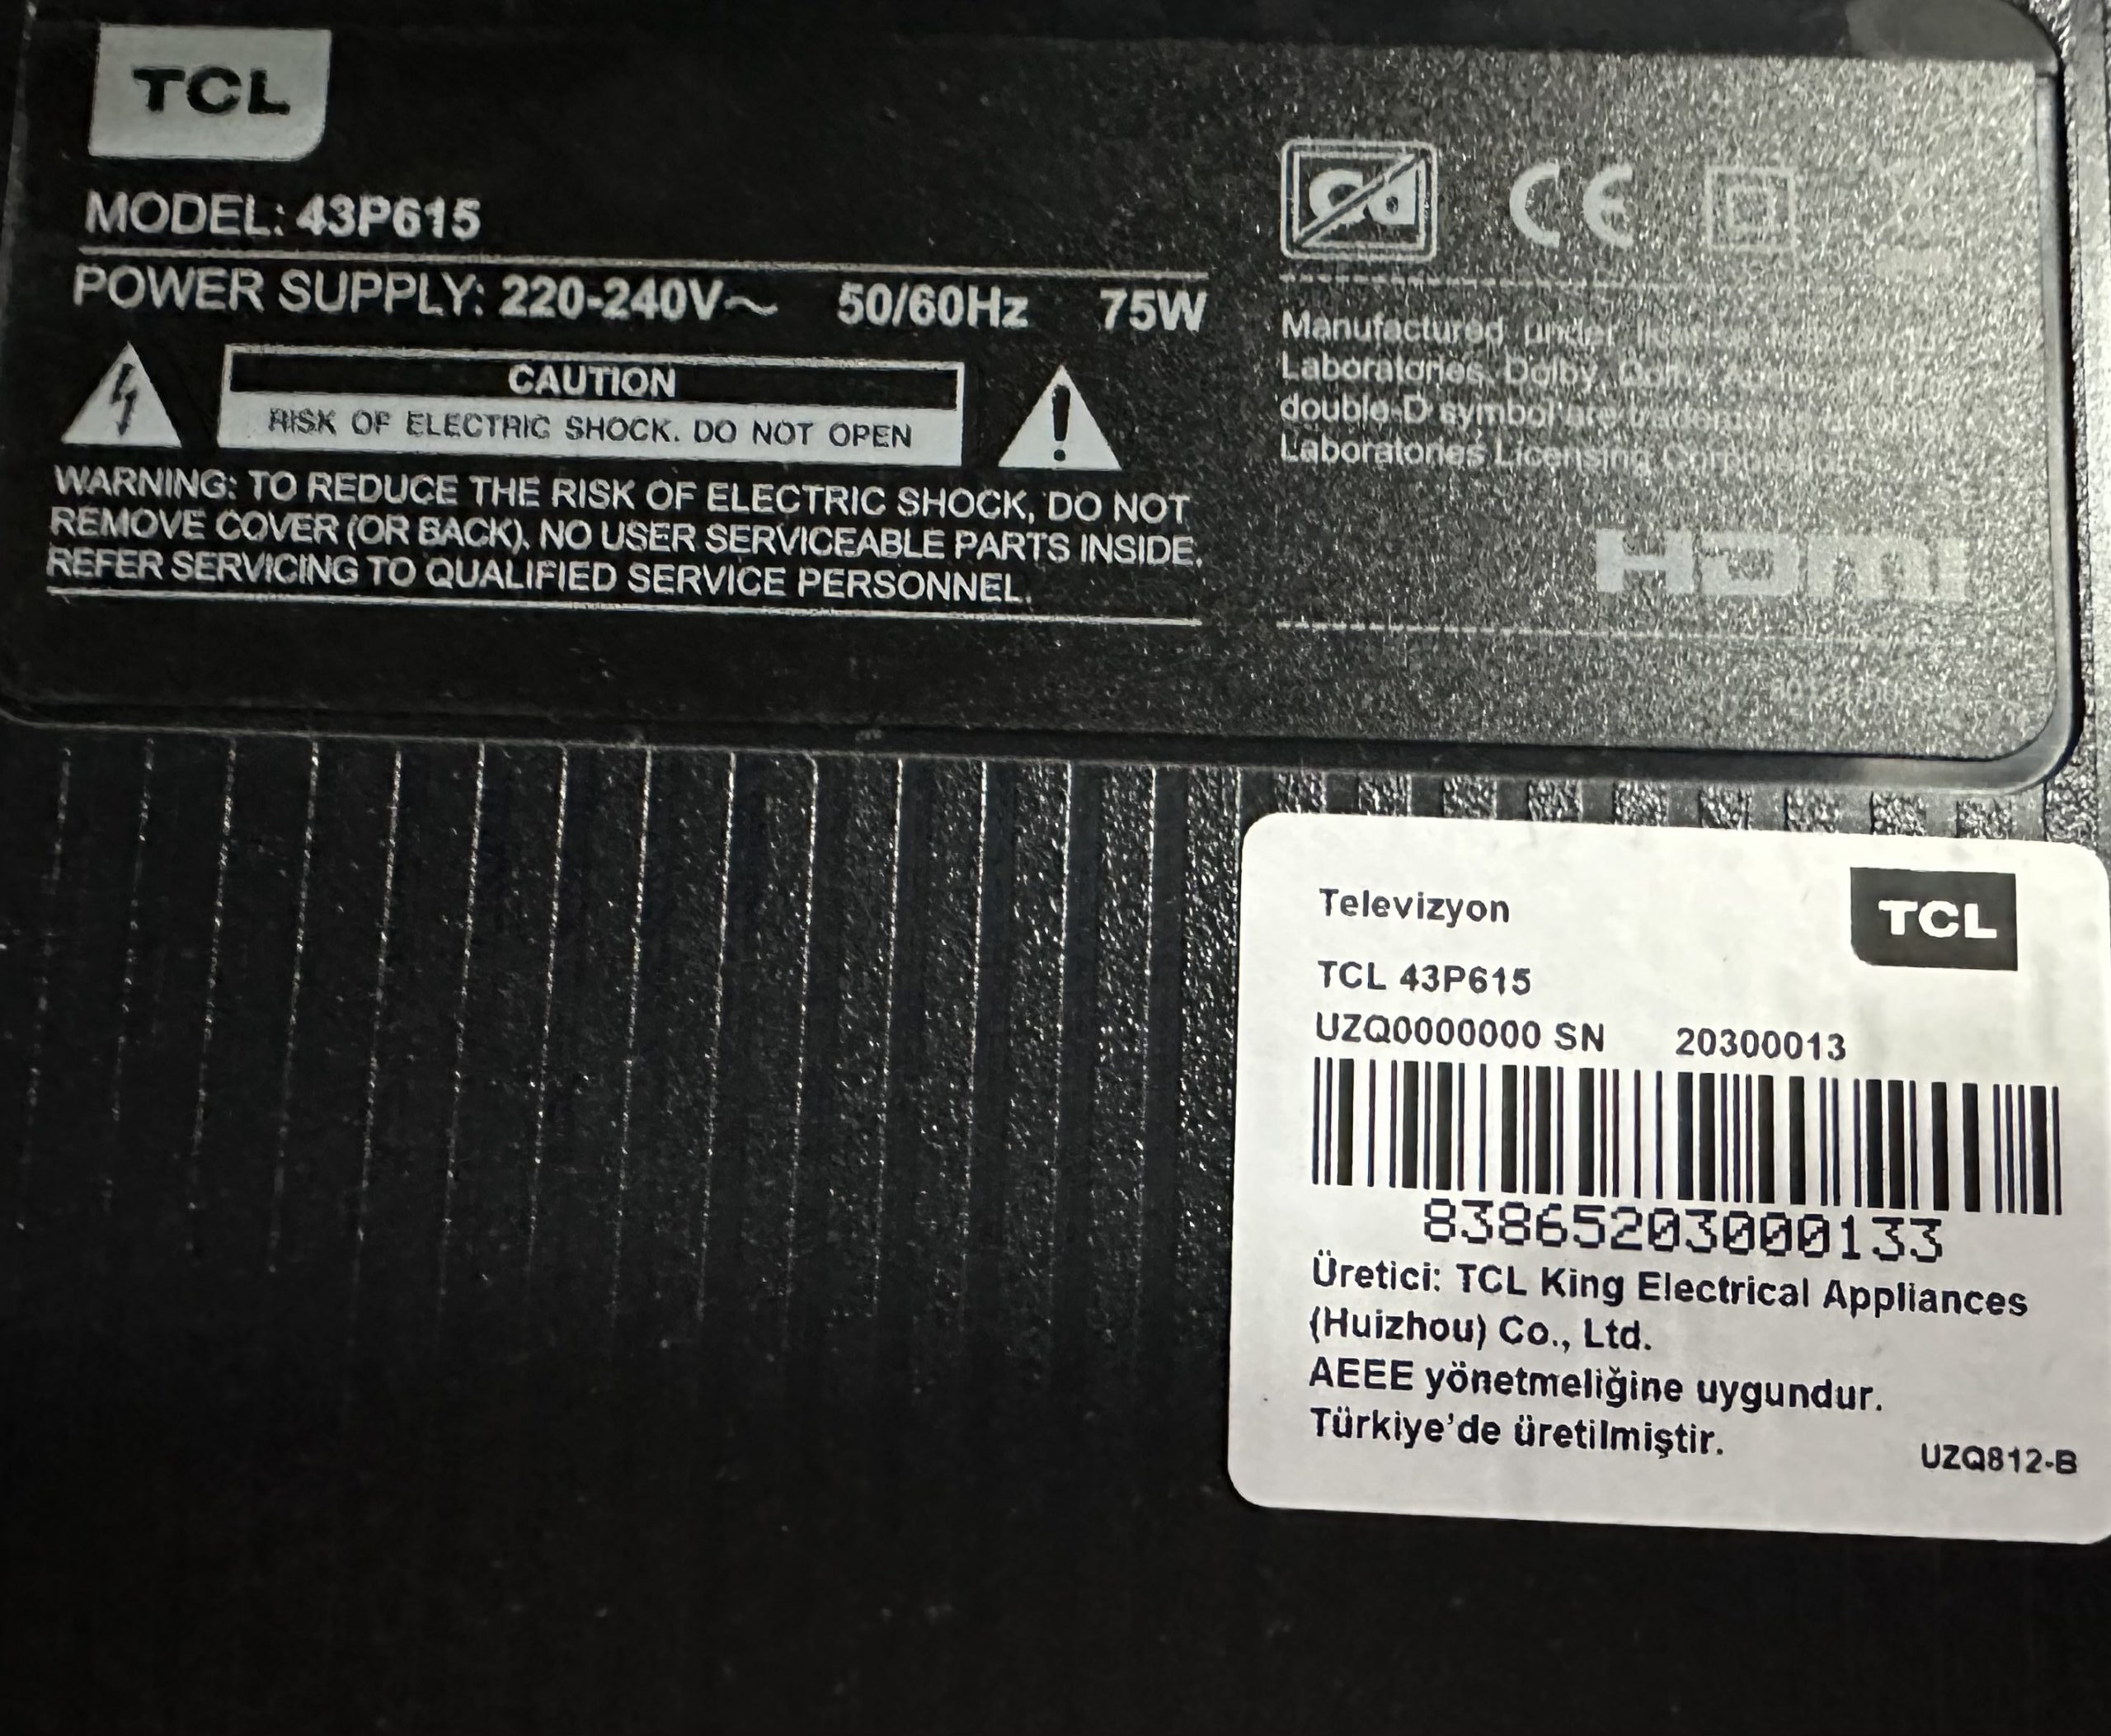 TCL
MODEL: 43P615
POWER SUPPLY: 220-240V~ 50/60Hz 75W
CAUTION
RISK OF ELECTRIC SHOCK. DO NOT OPEN
WARNING: TO REDUCE THE RISK OF ELECTRIC SHOCK, DO NOT
REMOVE COVER (OR BACK). NO USER SERVICEABLE PARTS INSIDE.
REFER SERVICING TO QUALIFIED SERVICE PERSONNEL.
Cd
CE
Manufactured under
Laboratories. Dolby, Dolby
double-D symbol are
Laboratories Licensing Corporation.
HDMI
Televizyon
TCL
TCL 43P615
UZQ0000000 SN 20300013
83865203000133
Üretici: TCL King Electrical Appliances
(Huizhou) Co., Ltd.
AEEE yönetmeliğine uygundur.
Türkiye'de üretilmiştir.
UZQ812-B